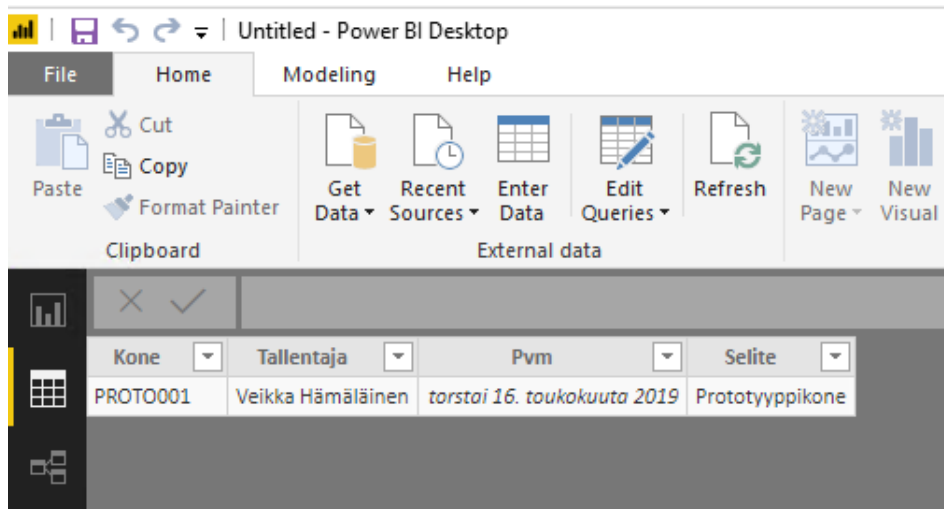 Untitled - Power BI Desktop
File Home Modeling Help
Paste
Cut
Copy
Format Painter
Clipboard
Get Data
Recent Sources
Enter Data
Edit Queries
Refresh
External data
New Page
New Visual
Kone Tallentaja Pvm Selite
PROTO001 Veikka Hämäläinen torstai 16. toukokuuta 2019 Prototyyppikone